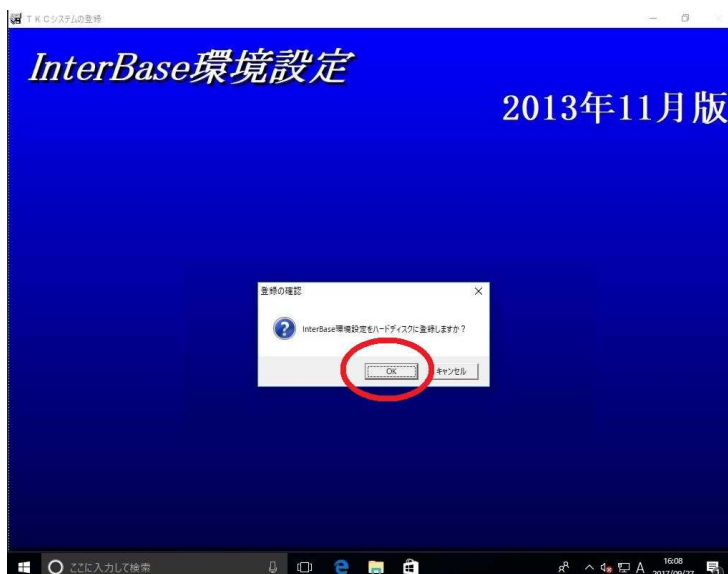 TKCシステムの登録
InterBase環境設定
2013年11月版
登録の確認
InterBase環境設定をハードディスクに登録しますか？
OK
キャンセル
ここに入力して検索
A
16:08
2017/09/27